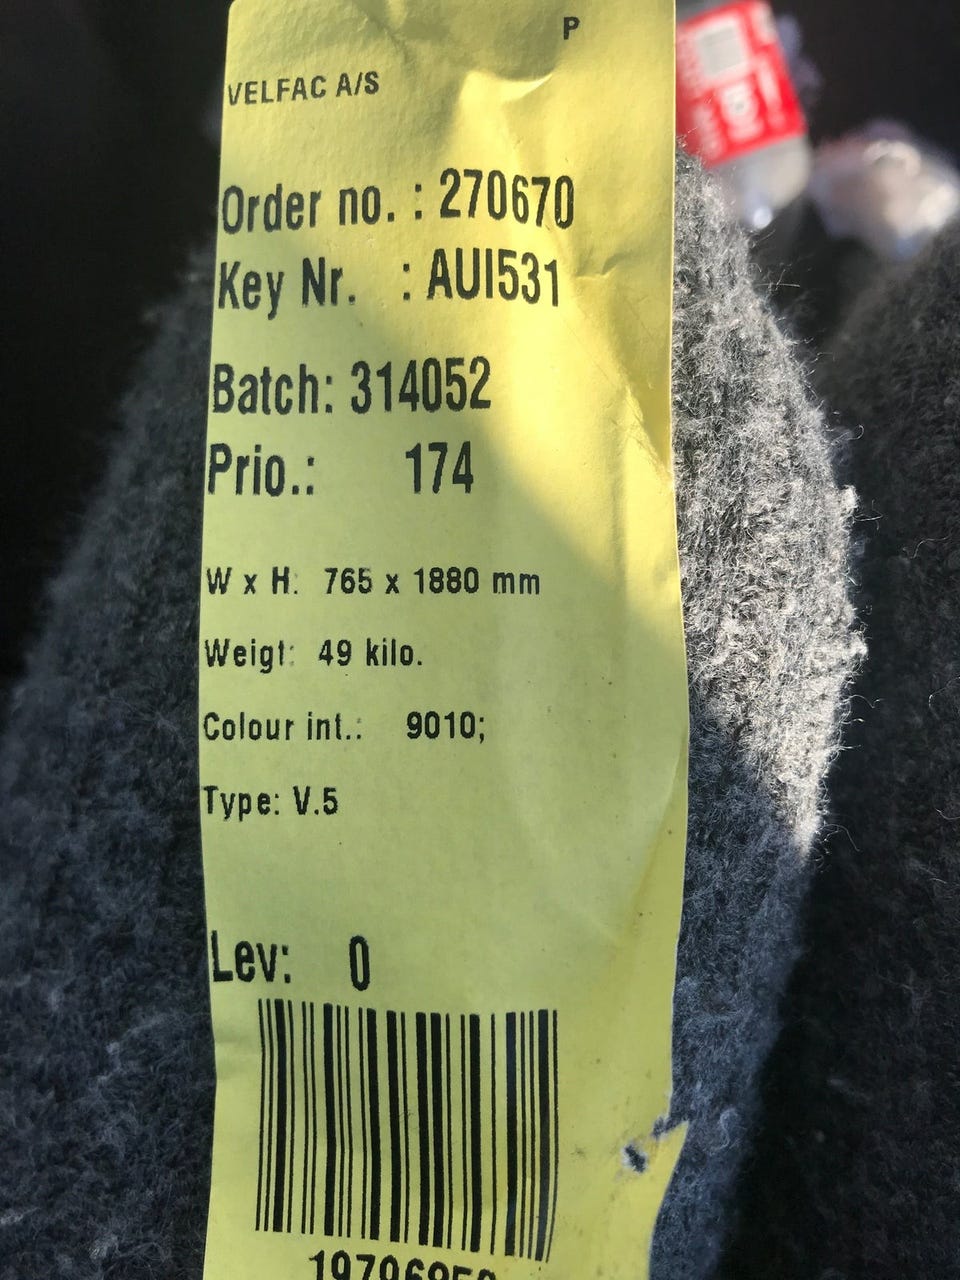 P
VELFAC A/S
Order no. : 270670
Key Nr. : AUI531
Batch: 314052
Prio.: 174
W x H: 765 x 1880 mm
Weigt: 49 kilo.
Colour int.: 9010;
Type: V.5
Lev: 0